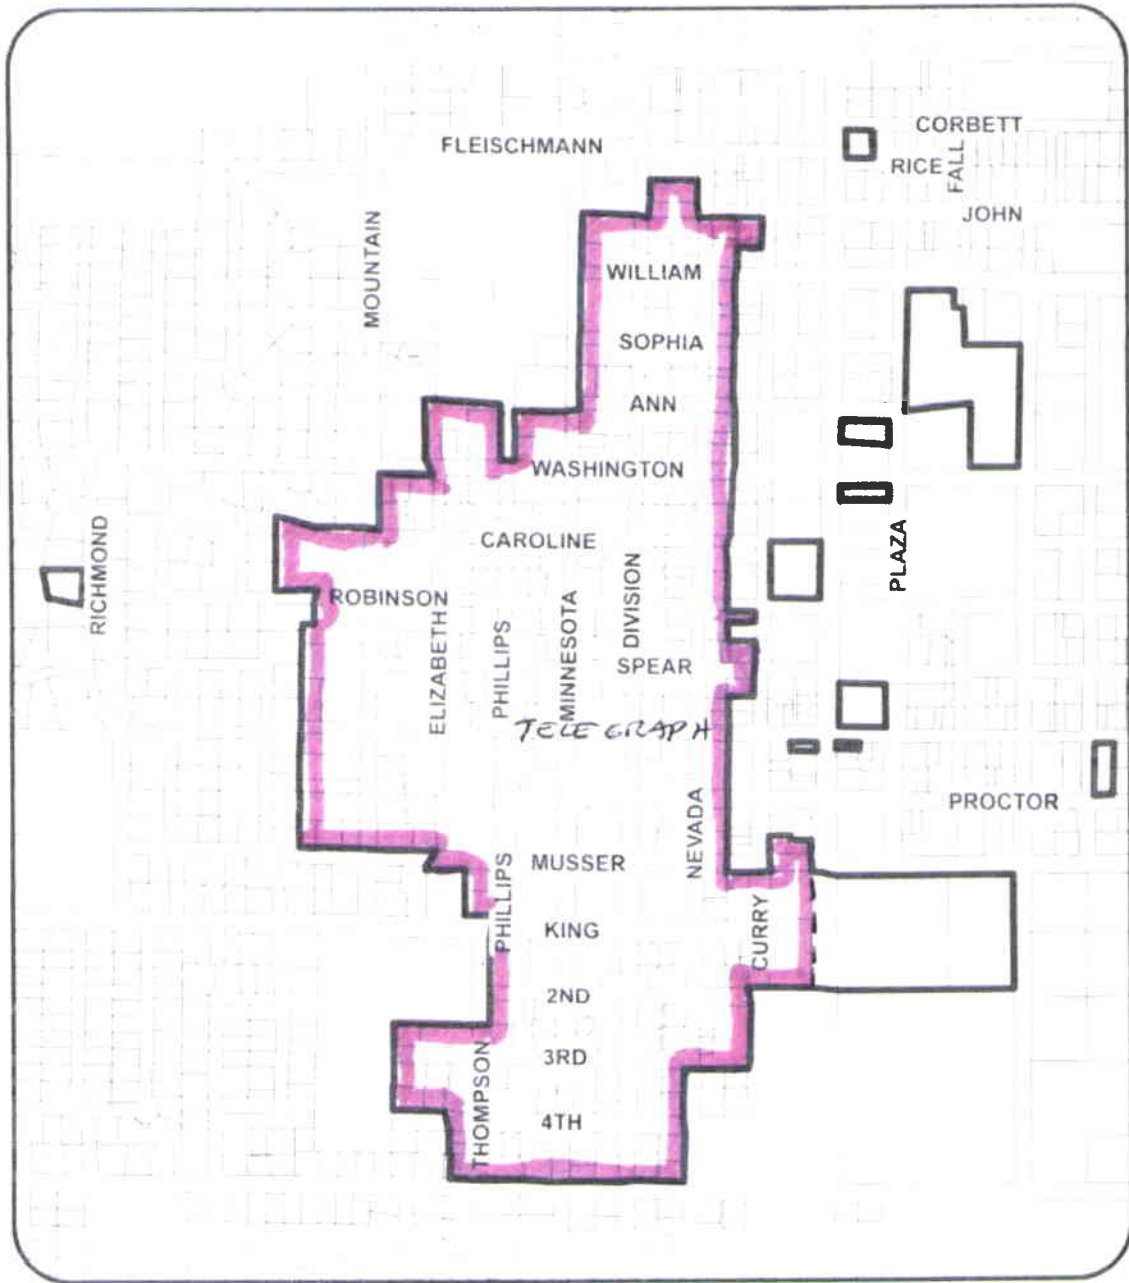 CORBETT
FLEISCHMANN
RICE
FALL
JOHN
MOUNTAIN
WILLIAM
SOPHIA
ANN
WASHINGTON
CAROLINE
RICHMOND
PLAZA
ROBINSON
ELIZABETH
PHILLIPS
MINNESOTA
DIVISION
SPEAR
TELEGRAPH
PROCTOR
NEVADA
MUSSER
PHILLIPS
KING
CURRY
2ND
3RD
THOMPSON
4TH